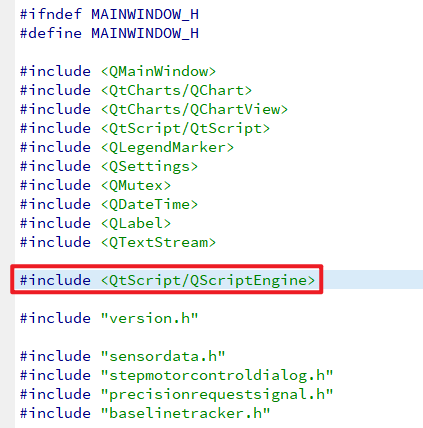 #ifndef MAINWINDOW_H
#define MAINWINDOW_H
#include <QMainWindow>
#include <QtCharts/QChart>
#include <QtCharts/QChartView>
#include <QtScript/QtScript>
#include <QLegendMarker>
#include <QSettings>
#include <QMutex>
#include <QDateTime>
#include <QLabel>
#include <QTextStream>
#include <QtScript/QScriptEngine>
#include "version.h"
#include "sensordata.h"
#include "stepmotorcontroldialog.h"
#include "precisionrequestsignal.h"
#include "baselinetracker.h"